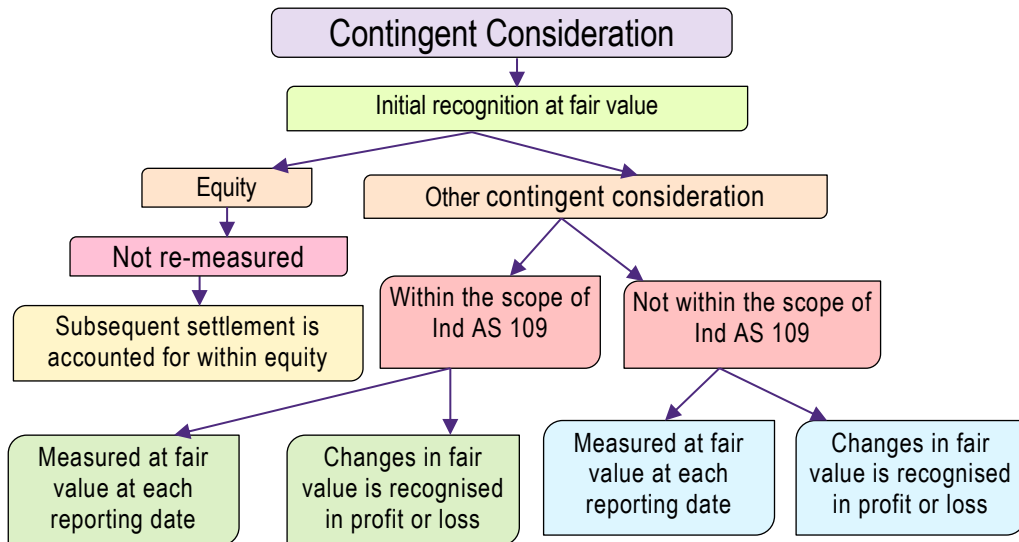 Contingent Consideration
Initial recognition at fair value
Equity
Other contingent consideration
Not re-measured
Subsequent settlement is
accounted for within equity
Within the scope of
Ind AS 109
Not within the scope of
Ind AS 109
Measured at fair
value at each
reporting date
Changes in fair
value is recognised
in profit or loss
Measured at fair
value at each
reporting date
Changes in fair
value is recognised
in profit or loss